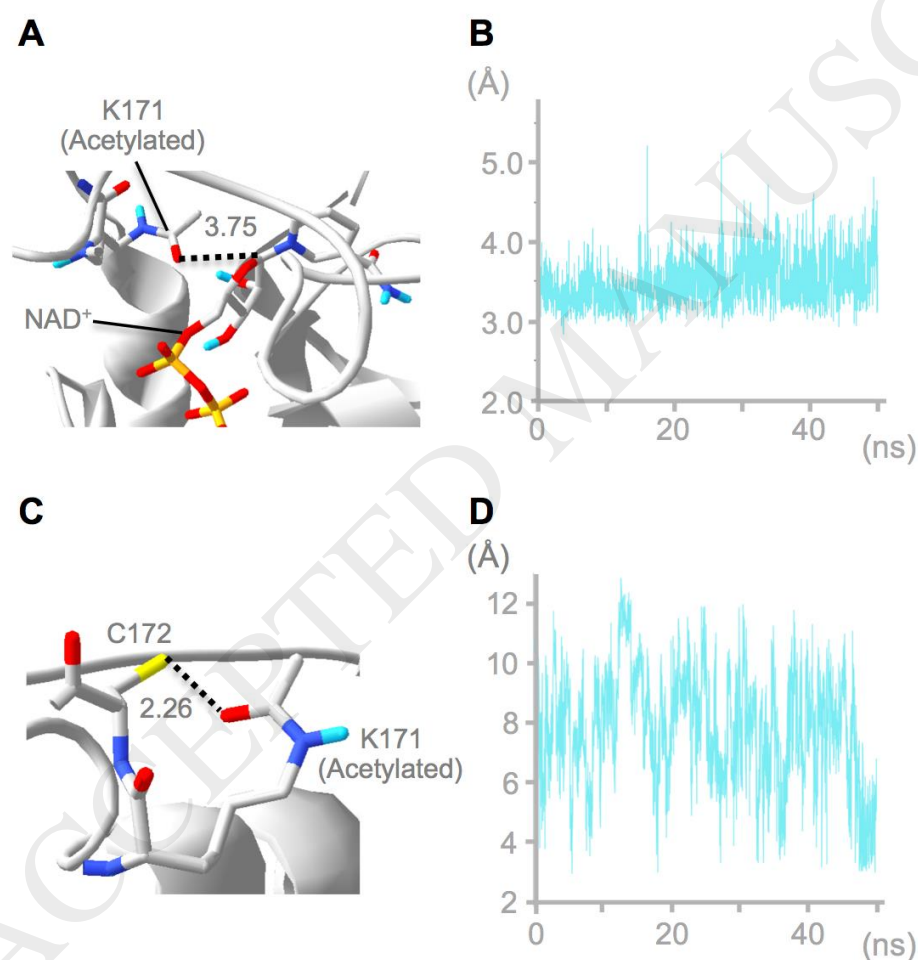 A
K171
(Acetylated)
3.75
NAD⁺
B
(Å)
5.0
4.0
3.0
2.0
0
20
40
(ns)
C
C172
2.26
K171
(Acetylated)
D
(Å)
12
10
8
6
4
2
0
20
40
(ns)
ACCEPTED MANUSC